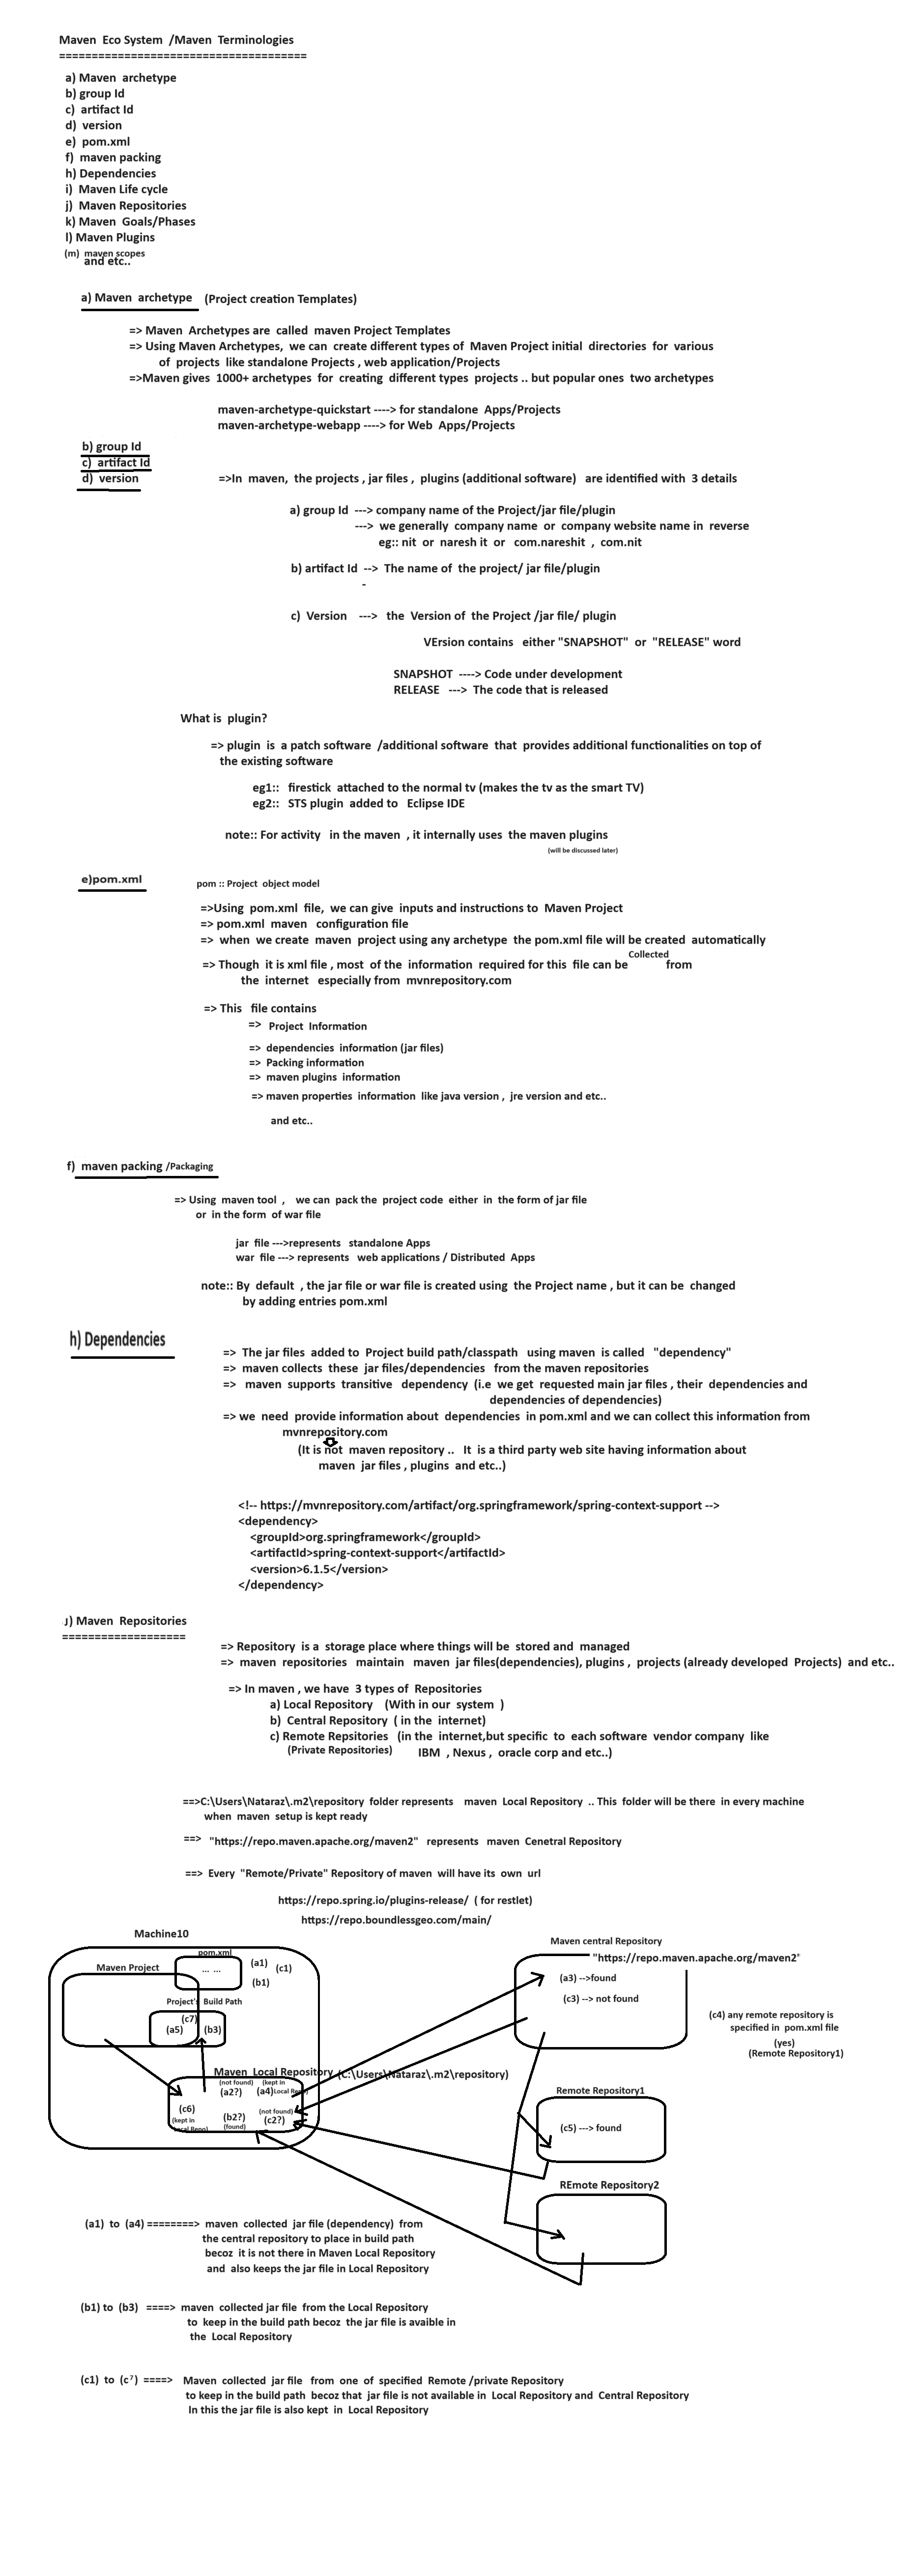 Maven Eco System /Maven Terminologies
======================================
a) Maven archetype
b) group Id
c) artifact Id
d) version
e) pom.xml
f) maven packing
h) Dependencies
i) Maven Life cycle
j) Maven Repositories
k) Maven Goals/Phases
l) Maven Plugins
(m) maven scopes
and etc..
a) Maven archetype (Project creation Templates)
=> Maven Archetypes are called maven Project Templates
=> Using Maven Archetypes, we can create different types of Maven Project initial directories for various
of projects like standalone Projects , web application/Projects
=>Maven gives 1000+ archetypes for creating different types projects .. but popular ones two archetypes
maven-archetype-quickstart ----> for standalone Apps/Projects
maven-archetype-webapp ----> for Web Apps/Projects
b) group Id
c) artifact Id
d) version =>In maven, the projects , jar files , plugins (additional software) are identified with 3 details
a) group Id ---> company name of the Project/jar file/plugin
---> we generally company name or company website name in reverse
eg:: nit or naresh it or com.nareshit , com.nit
b) artifact Id --> The name of the project/ jar file/plugin
-
c) Version ---> the Version of the Project /jar file/ plugin
VErsion contains either "SNAPSHOT" or "RELEASE" word
SNAPSHOT ----> Code under development
RELEASE ---> The code that is released
What is plugin?
=> plugin is a patch software /additional software that provides additional functionalities on top of
the existing software
eg1:: firestick attached to the normal tv (makes the tv as the smart TV)
eg2:: STS plugin added to Eclipse IDE
note:: For activity in the maven , it internally uses the maven plugins
(will be discussed later)
e)pom.xml pom :: Project object model
=>Using pom.xml file, we can give inputs and instructions to Maven Project
=> pom.xml maven configuration file
=> when we create maven project using any archetype the pom.xml file will be created automatically
Collected
=> Though it is xml file , most of the information required for this file can be from
the internet especially from mvnrepository.com
=> This file contains
=> Project Information
=> dependencies information (jar files)
=> Packing information
=> maven plugins information
=> maven properties information like java version , jre version and etc..
and etc..
f) maven packing /Packaging
=> Using maven tool , we can pack the project code either in the form of jar file
or in the form of war file
jar file --->represents standalone Apps
war file ---> represents web applications / Distributed Apps
note:: By default , the jar file or war file is created using the Project name , but it can be changed
by adding entries pom.xml
h) Dependencies
=> The jar files added to Project build path/classpath using maven is called "dependency"
=> maven collects these jar files/dependencies from the maven repositories
=> maven supports transitive dependency (i.e we get requested main jar files , their dependencies and
dependencies of dependencies)
=> we need provide information about dependencies in pom.xml and we can collect this information from
mvnrepository.com
(It is not maven repository .. It is a third party web site having information about
maven jar files , plugins and etc..)
<!-- https://mvnrepository.com/artifact/org.springframework/spring-context-support -->
<dependency>
<groupId>org.springframework</groupId>
<artifactId>spring-context-support</artifactId>
<version>6.1.5</version>
</dependency>
j) Maven Repositories
===================
=> Repository is a storage place where things will be stored and managed
=> maven repositories maintain maven jar files(dependencies), plugins , projects (already developed Projects) and etc..
=> In maven , we have 3 types of Repositories
a) Local Repository (With in our system )
b) Central Repository ( in the internet)
c) Remote Repsitories (in the internet,but specific to each software vendor company like
(Private Repositories) IBM , Nexus , oracle corp and etc..)
==>C:\Users\Nataraz\.m2\repository folder represents maven Local Repository .. This folder will be there in every machine
when maven setup is kept ready
==> "https://repo.maven.apache.org/maven2" represents maven Cenetral Repository
==> Every "Remote/Private" Repository of maven will have its own url
https://repo.spring.io/plugins-release/ ( for restlet)
https://repo.boundlessgeo.com/main/
Machine10
Maven central Repository
pom.xml
"https://repo.maven.apache.org/maven2"
Maven Project
... ...
(a1)
(c1)
(b1)
(a3) -->found
(c3) --> not found
Project's Build Path
(c7)
(a5) (b3)
(c4) any remote repository is
specified in pom.xml file
(yes)
(Remote Repository1)
Maven Local Repository (C:\Users\Nataraz\.m2\repository)
(not found) (kept in
(a2?) (a4)Local Repo)
(c6)
(kept in
Local Repo)
(b2?)
(found)
(not found)
(c2?)
Remote Repository1
(c5) ---> found
REmote Repository2
(a1) to (a4) ========> maven collected jar file (dependency) from
the central repository to place in build path
becoz it is not there in Maven Local Repository
and also keeps the jar file in Local Repository
(b1) to (b3) ====> maven collected jar file from the Local Repository
to keep in the build path becoz the jar file is avaible in
the Local Repository
(c1) to (c7) ====> Maven collected jar file from one of specified Remote /private Repository
to keep in the build path becoz that jar file is not available in Local Repository and Central Repository
In this the jar file is also kept in Local Repository